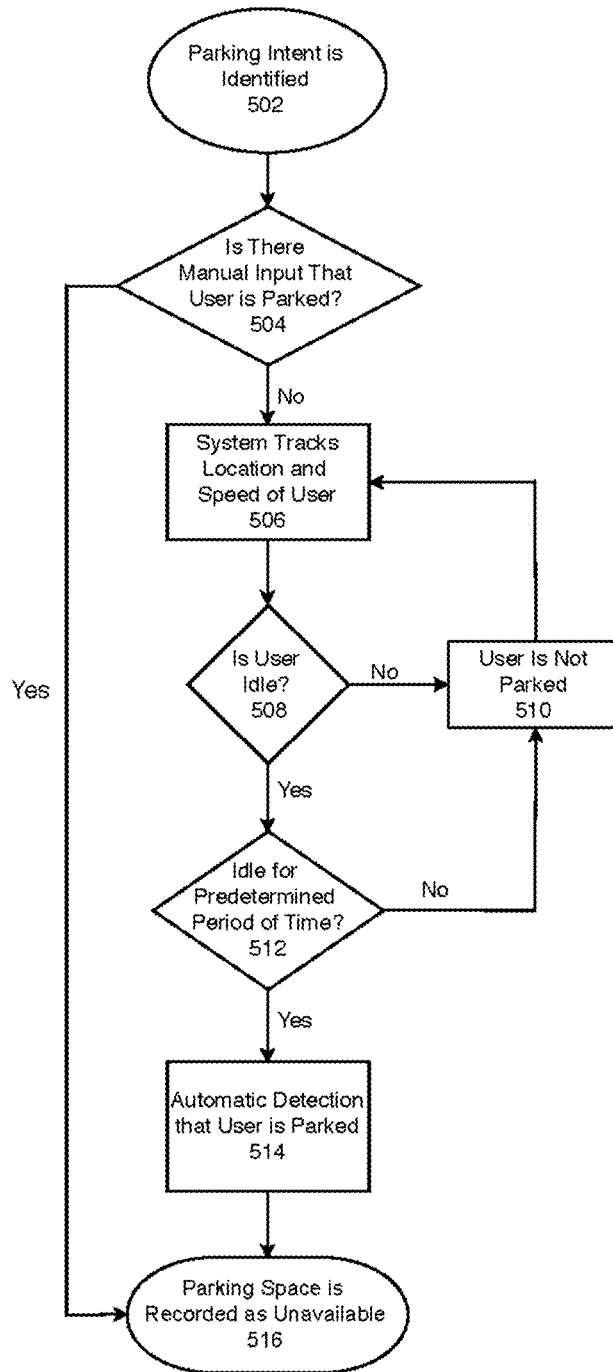 Parking Intent is
Identified
502
Is There
Manual Input That
User is Parked?
504
No
System Tracks
Location and
Speed of User
506
Is User
Idle?
508
No
User Is Not
Parked
510
Yes
Yes
Idle for
Predetermined
Period of Time?
512
No
Yes
Automatic Detection
that User is Parked
514
Parking Space is
Recorded as Unavailable
516